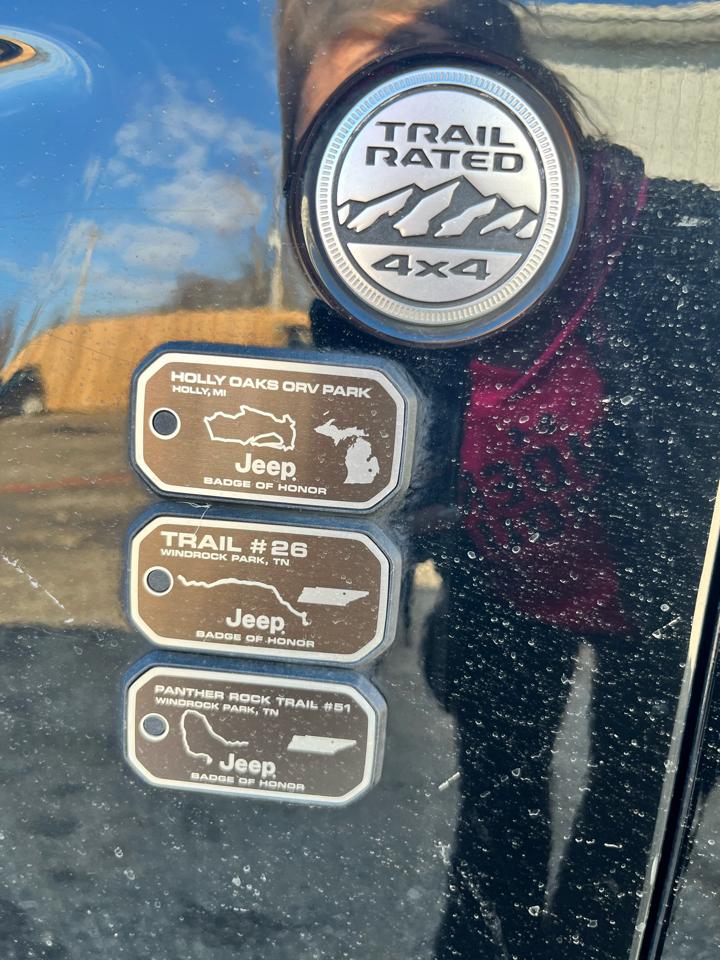 TRAIL
RATED
4x4
HOLLY OAKS ORV PARK
HOLLY, MI
Jeep
BADGE OF HONOR
TRAIL #26
WINDROCK PARK, TN
Jeep
BADGE OF HONOR
PANTHER ROCK TRAIL #51
WINDROCK PARK, TN
Jeep
BADGE OF HONOR